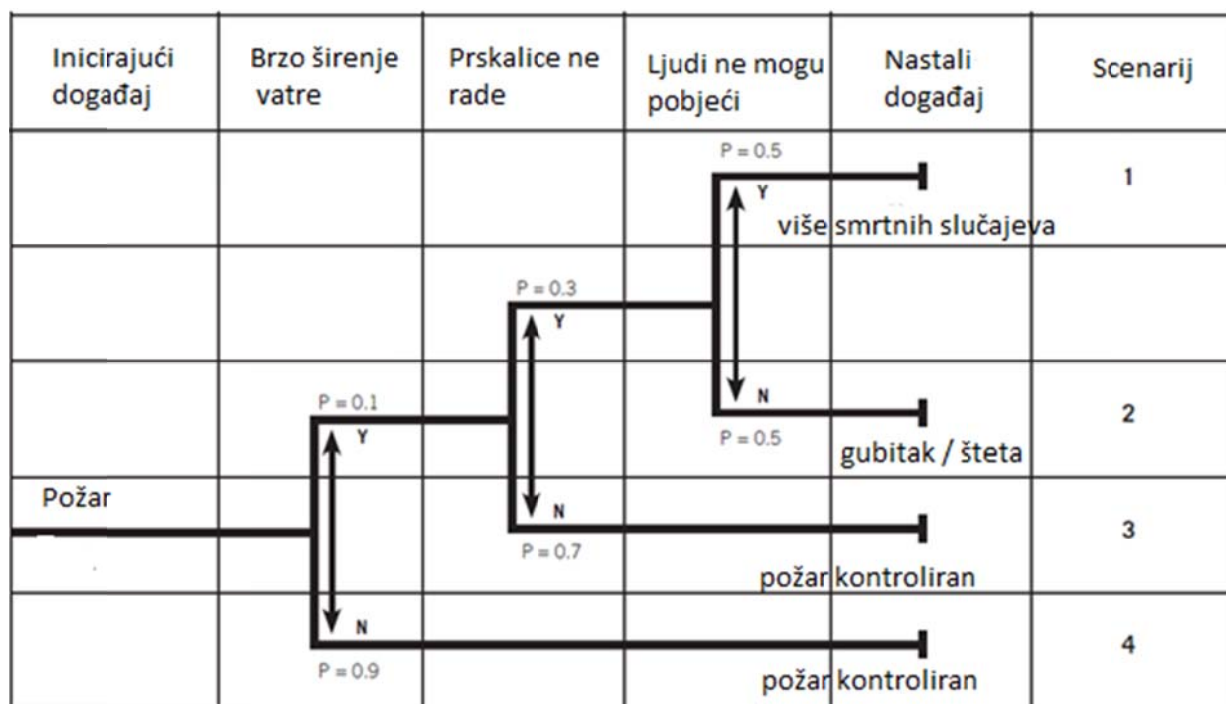 Inicirajući
događaj
Brzo širenje
vatre
Prskalice ne
rade
Ljudi ne mogu
pobjeći
Nastali
događaj
Scenarij
P = 0.5
Y
1
više smrtnih slučajeva
P = 0.3
Y
N
P = 0.5
2
gubitak / šteta
P = 0.1
Y
Požar
N
P = 0.7
3
požar kontroliran
N
P = 0.9
4
požar kontroliran